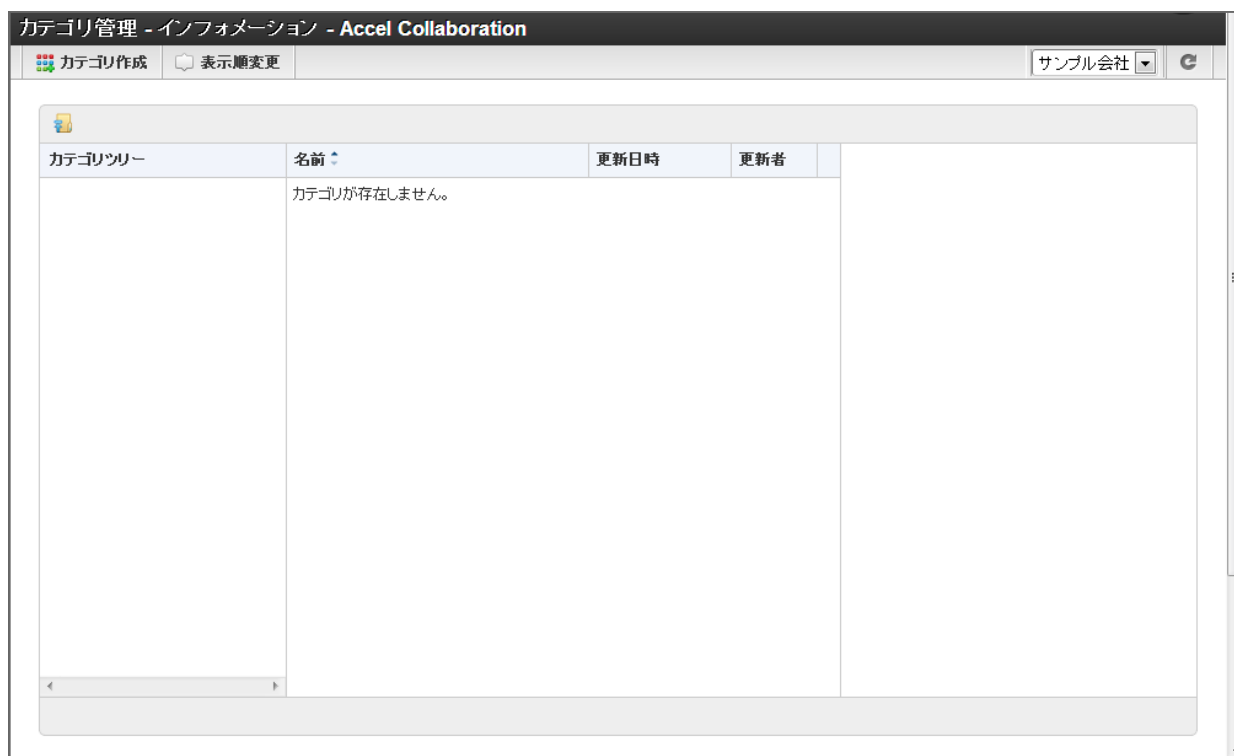 カテゴリ管理 - インフォメーション - Accel Collaboration
カテゴリ作成 表示順変更 サンプル会社
カテゴリツリー 名前 更新日時 更新者
カテゴリが存在しません。